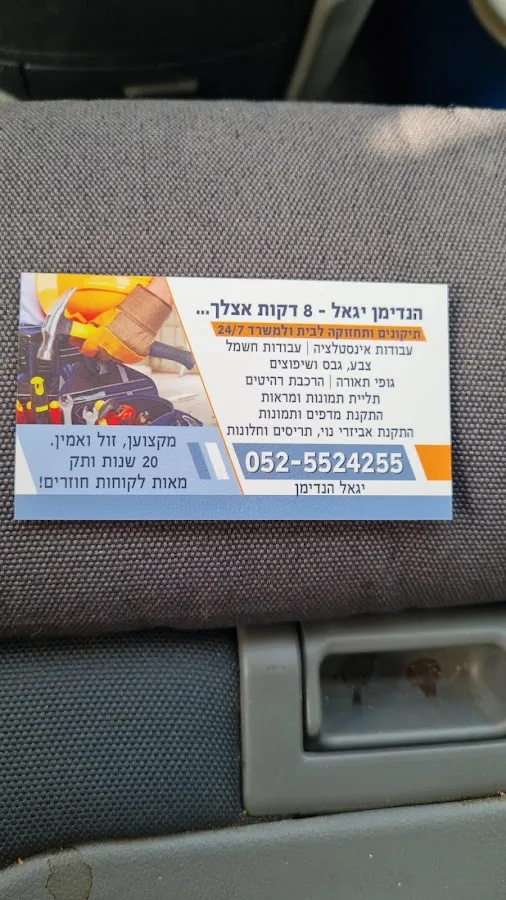 הנדימן יגאל - 8 דקות אצלך...
תיקונים ותחזוקה לבית ולמשרד 24/7
עבודות אינסטלציה | עבודות חשמל
צבע, גבס ושיפוצים
גופי תאורה | הרכבת רהיטים
תליית תמונות ומראות
התקנת מדפים ותמונות
התקנת אביזרי נוי, תריסים וחלונות
052-5524255
יגאל הנדימן
מקצוען, זול ואמין.
20 שנות ותק
מאות לקוחות חוזרים!